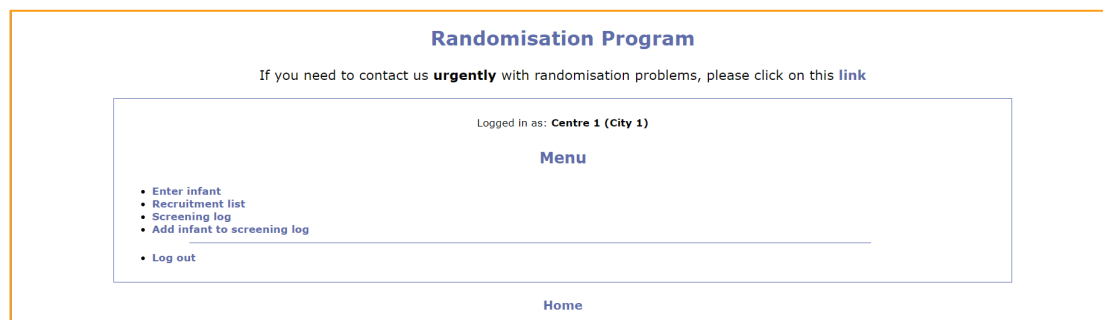 Randomisation Program
If you need to contact us urgently with randomisation problems, please click on this link
Logged in as: Centre 1 (City 1)
Menu
Enter infant
Recruitment list
Screening log
Add infant to screening log
Log out
Home